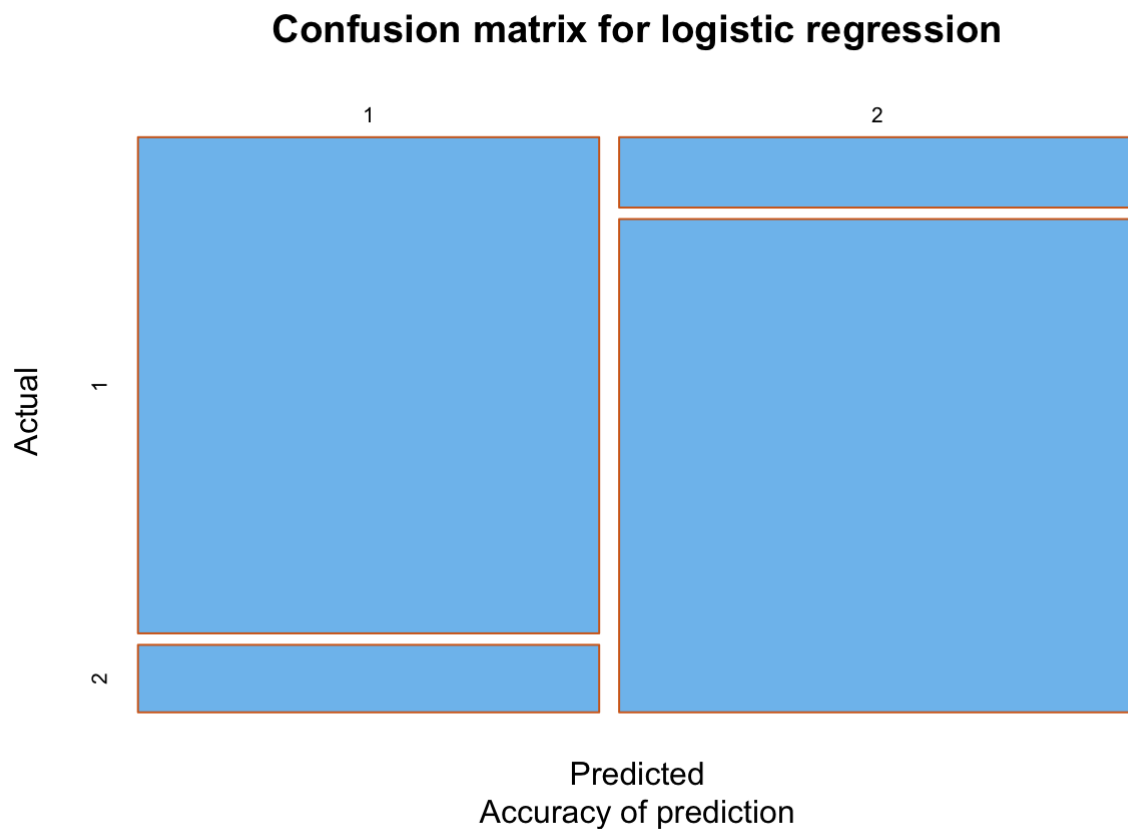 Confusion matrix for logistic regression
1 2
Actual
1
2
Predicted
Accuracy of prediction